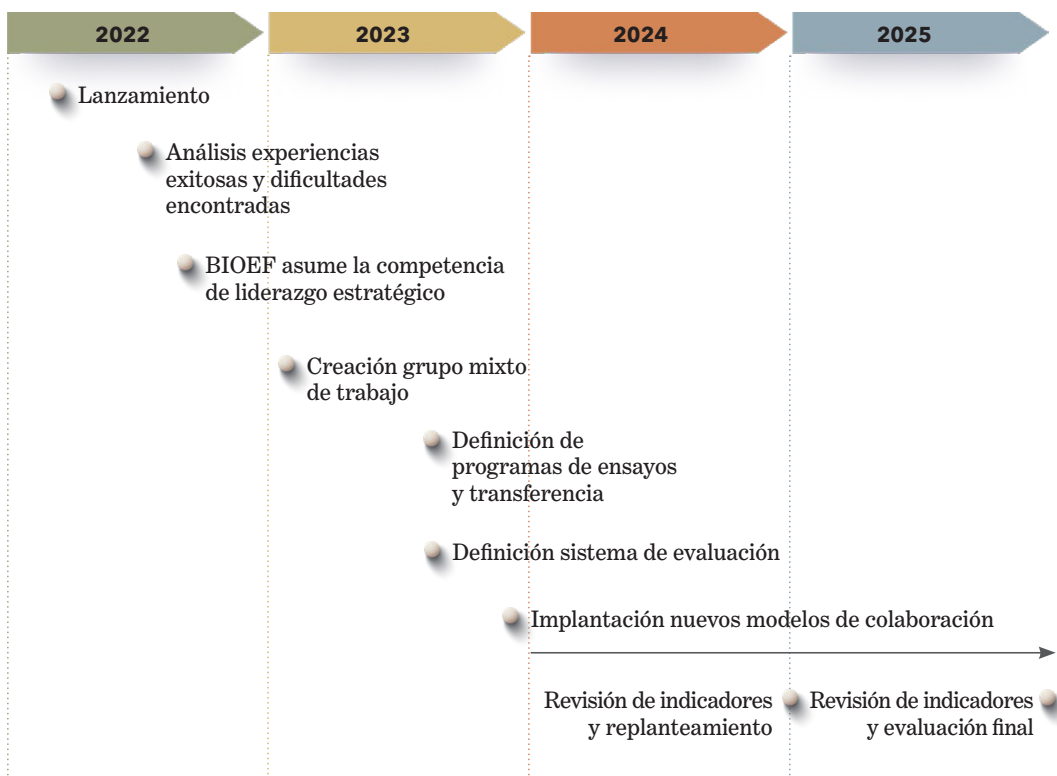 2022
2023
2024
2025
Lanzamiento
Análisis experiencias
exitosas y dificultades
encontradas
BIOEF asume la competencia
de liderazgo estratégico
Creación grupo mixto
de trabajo
Definición de
programas de ensayos
y transferencia
Definición sistema de evaluación
Implantación nuevos modelos de colaboración
Revisión de indicadores
y replanteamiento
Revisión de indicadores
y evaluación final